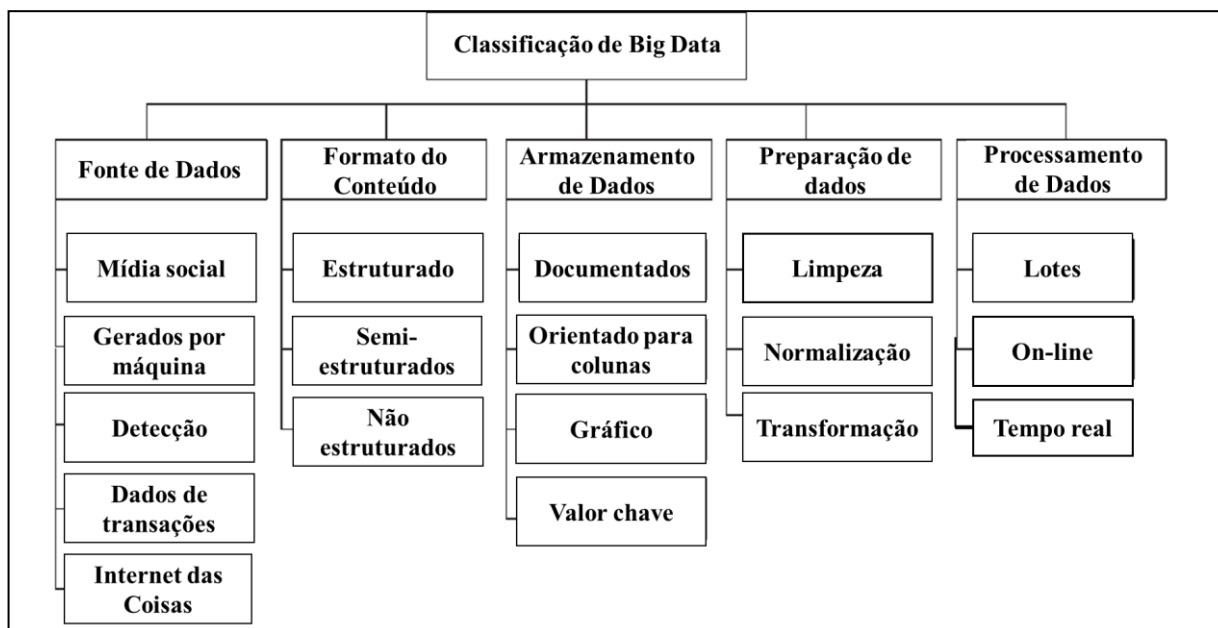 Classificação de Big Data
Fonte de Dados
Mídia social
Gerados por
máquina
Detecção
Dados de
transações
Internet das
Coisas
Formato do
Conteúdo
Estruturado
Semi-
estruturados
Não
estruturados
Armazenamento
de Dados
Documentados
Orientado para
colunas
Gráfico
Valor chave
Preparação de
dados
Limpeza
Normalização
Transformação
Processamento
de Dados
Lotes
On-line
Tempo real